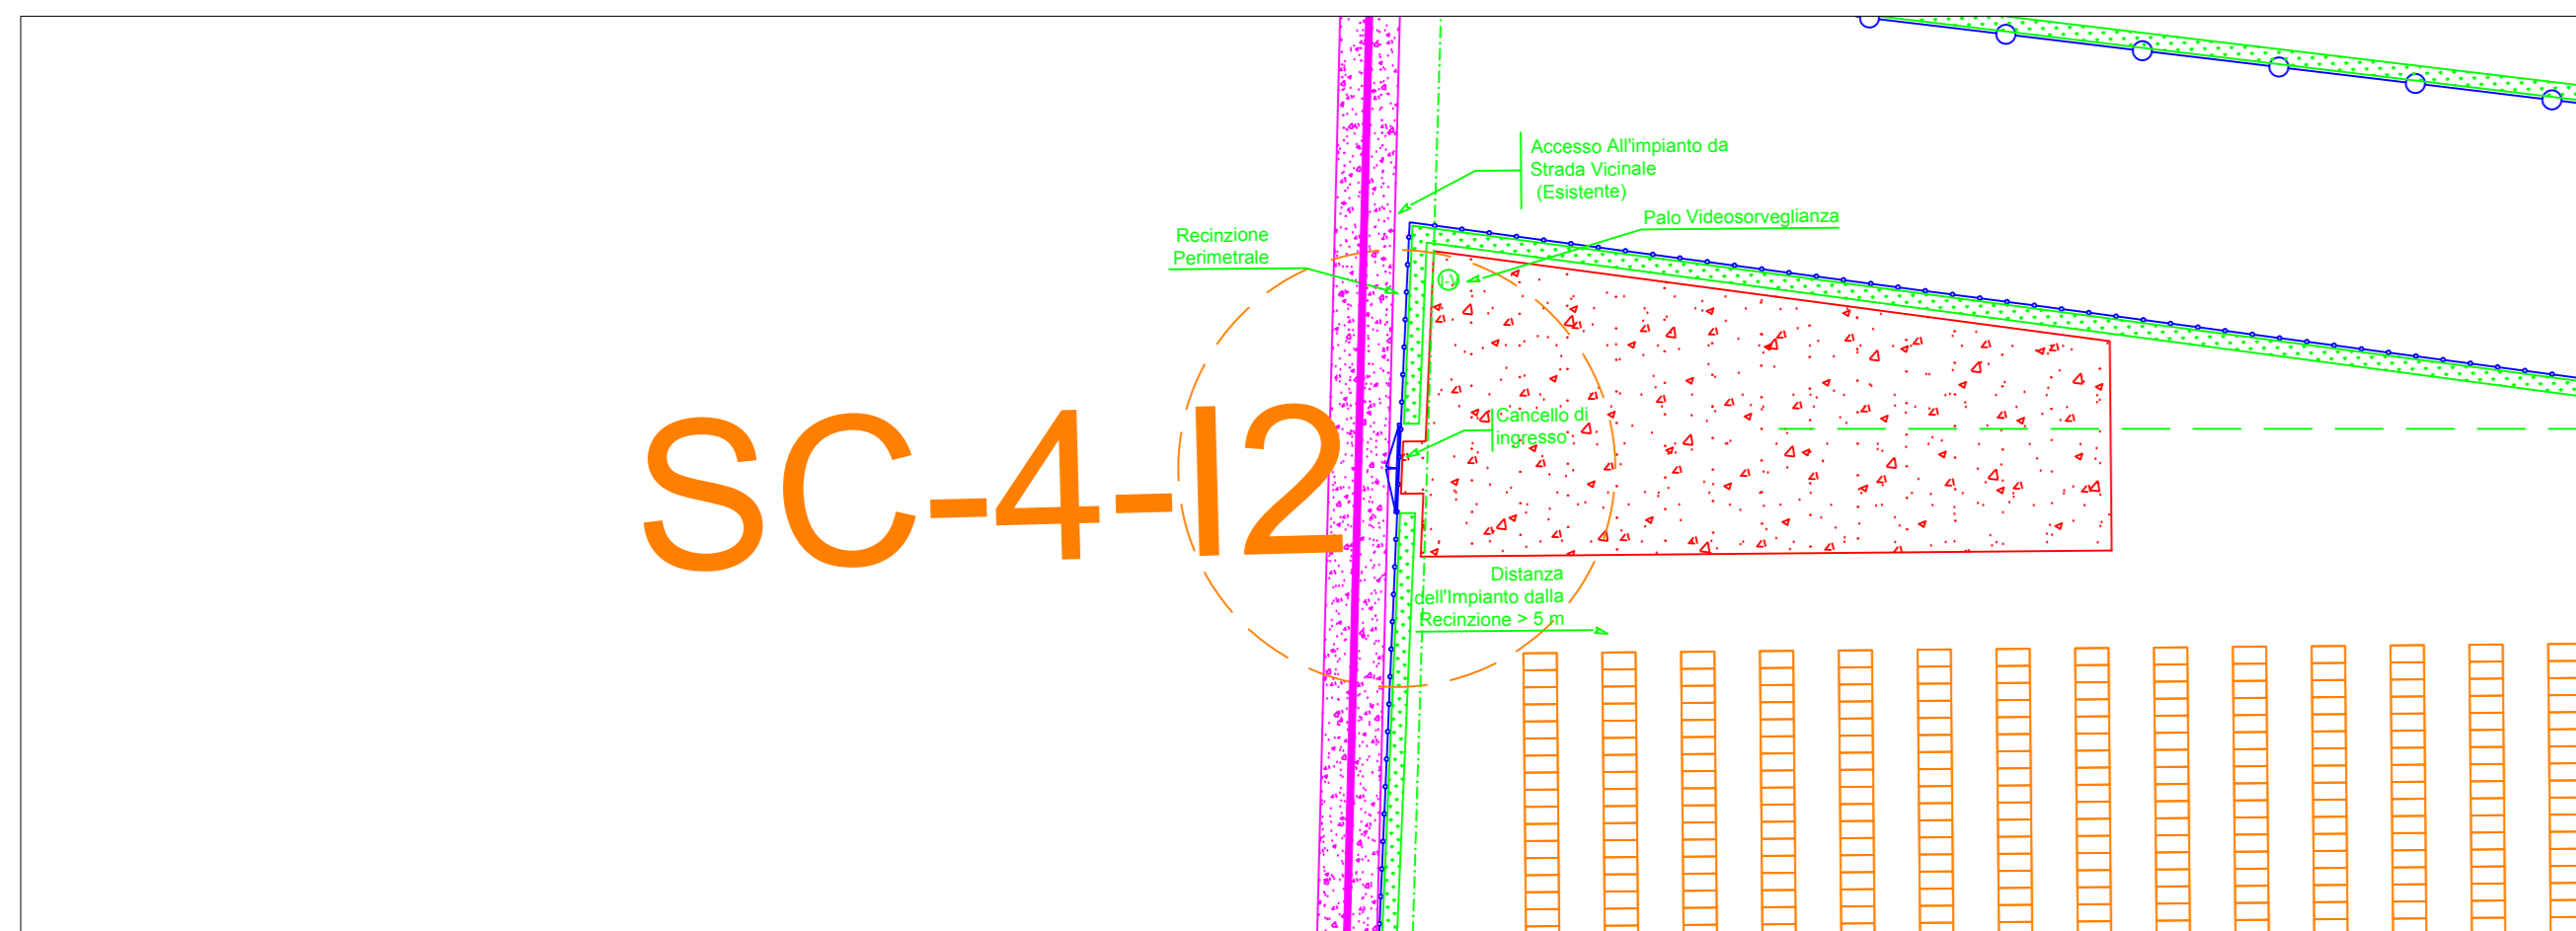 Accesso All'impianto da
Strada Vicinale
(Esistente)
Palo Videosorveglianza
Recinzione
Perimetrale
Cancello di
ingresso
SC-4-I2
Distanza
dell'Impianto dalla
Recinzione > 5 m